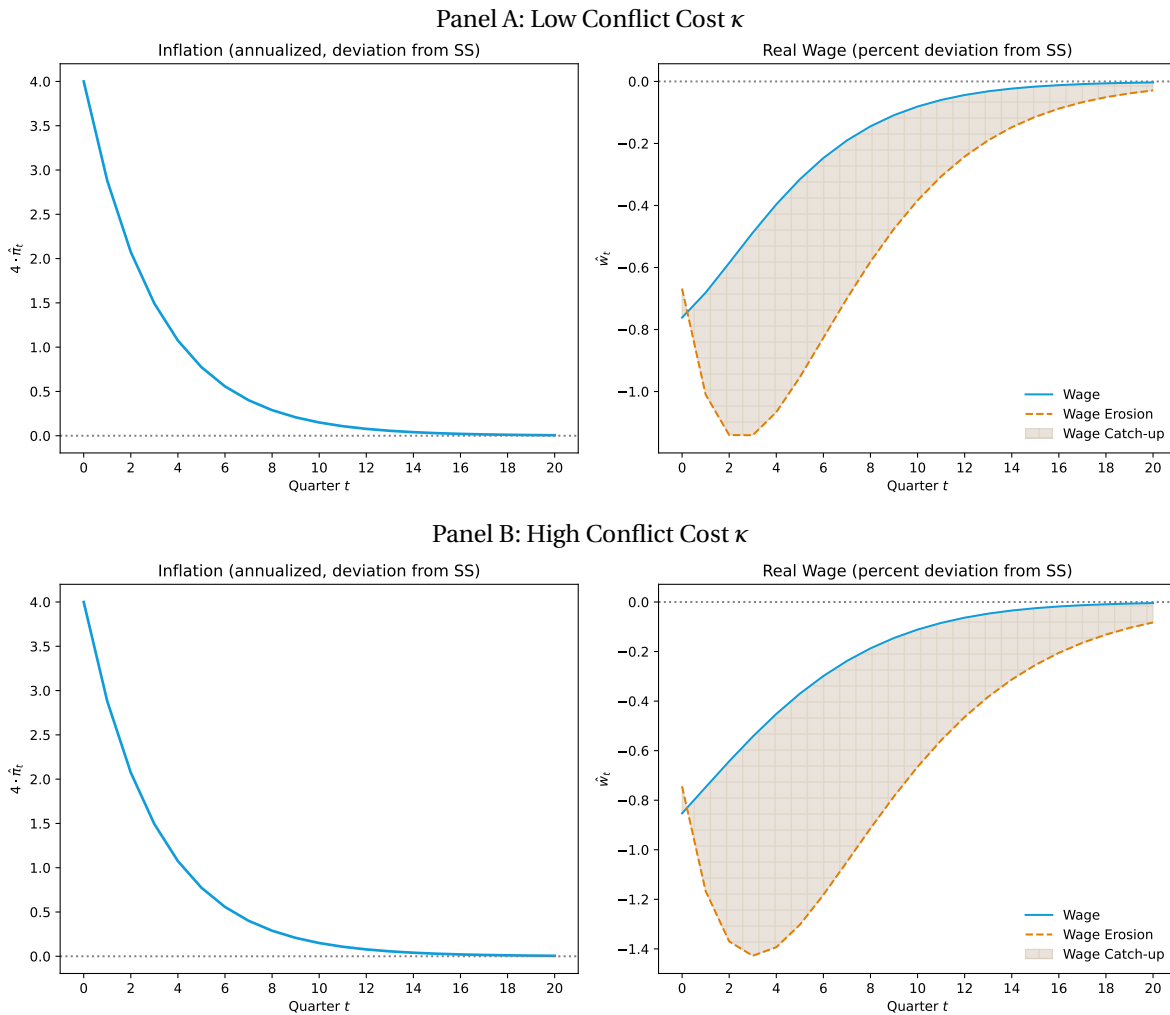 Panel A: Low Conflict Cost κ
Inflation (annualized, deviation from SS)
4.0
3.5
3.0
2.5
2.0
1.5
1.0
0.5
0.0
4 · π̂ₜ
0 2 4 6 8 10 12 14 16 18 20
Quarter t
Real Wage (percent deviation from SS)
0.0
−0.2
−0.4
−0.6
−0.8
−1.0
ŵₜ
Wage
Wage Erosion
Wage Catch-up
0 2 4 6 8 10 12 14 16 18 20
Quarter t
Panel B: High Conflict Cost κ
Inflation (annualized, deviation from SS)
4.0
3.5
3.0
2.5
2.0
1.5
1.0
0.5
0.0
4 · π̂ₜ
0 2 4 6 8 10 12 14 16 18 20
Quarter t
Real Wage (percent deviation from SS)
0.0
−0.2
−0.4
−0.6
−0.8
−1.0
−1.2
−1.4
ŵₜ
Wage
Wage Erosion
Wage Catch-up
0 2 4 6 8 10 12 14 16 18 20
Quarter t